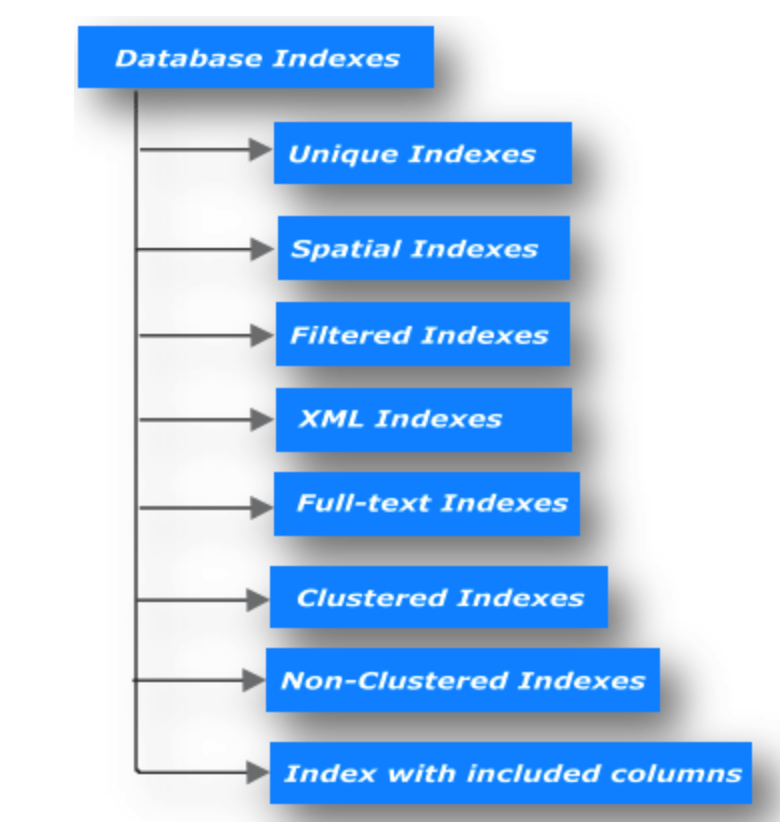 Database Indexes
Unique Indexes
Spatial Indexes
Filtered Indexes
XML Indexes
Full-text Indexes
Clustered Indexes
Non-Clustered Indexes
Index with included columns